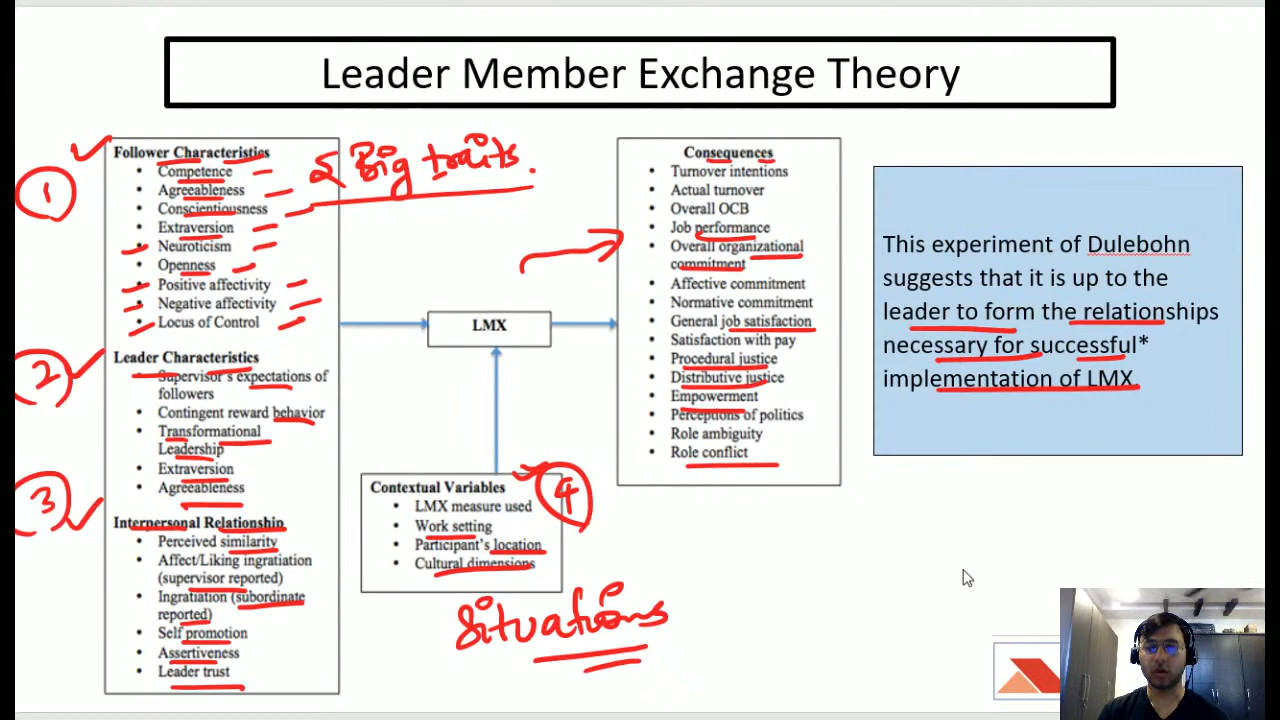 Leader Member Exchange Theory
1
Follower Characteristics
• Competence
• Agreeableness
• Conscientiousness
• Extraversion
• Neuroticism
• Openness
• Positive affectivity
• Negative affectivity
• Locus of Control
Big traits.
2
Leader Characteristics
• Supervisor's expectations of
followers
• Contingent reward behavior
• Transformational
Leadership
• Extraversion
• Agreeableness
3
Interpersonal Relationship
• Perceived similarity
• Affect/Liking ingratiation
(supervisor reported)
• Ingratiation (subordinate
reported)
• Self promotion
• Assertiveness
• Leader trust
LMX
Contextual Variables
4
• LMX measure used
• Work setting
• Participant's location
• Cultural dimensions
situations
Consequences
• Turnover intentions
• Actual turnover
• Overall OCB
• Job performance
• Overall organizational
commitment
• Affective commitment
• Normative commitment
• General job satisfaction
• Satisfaction with pay
• Procedural justice
• Distributive justice
• Empowerment
• Perceptions of politics
• Role ambiguity
• Role conflict
This experiment of Dulebohn
suggests that it is up to the
leader to form the relationships
necessary for successful*
implementation of LMX